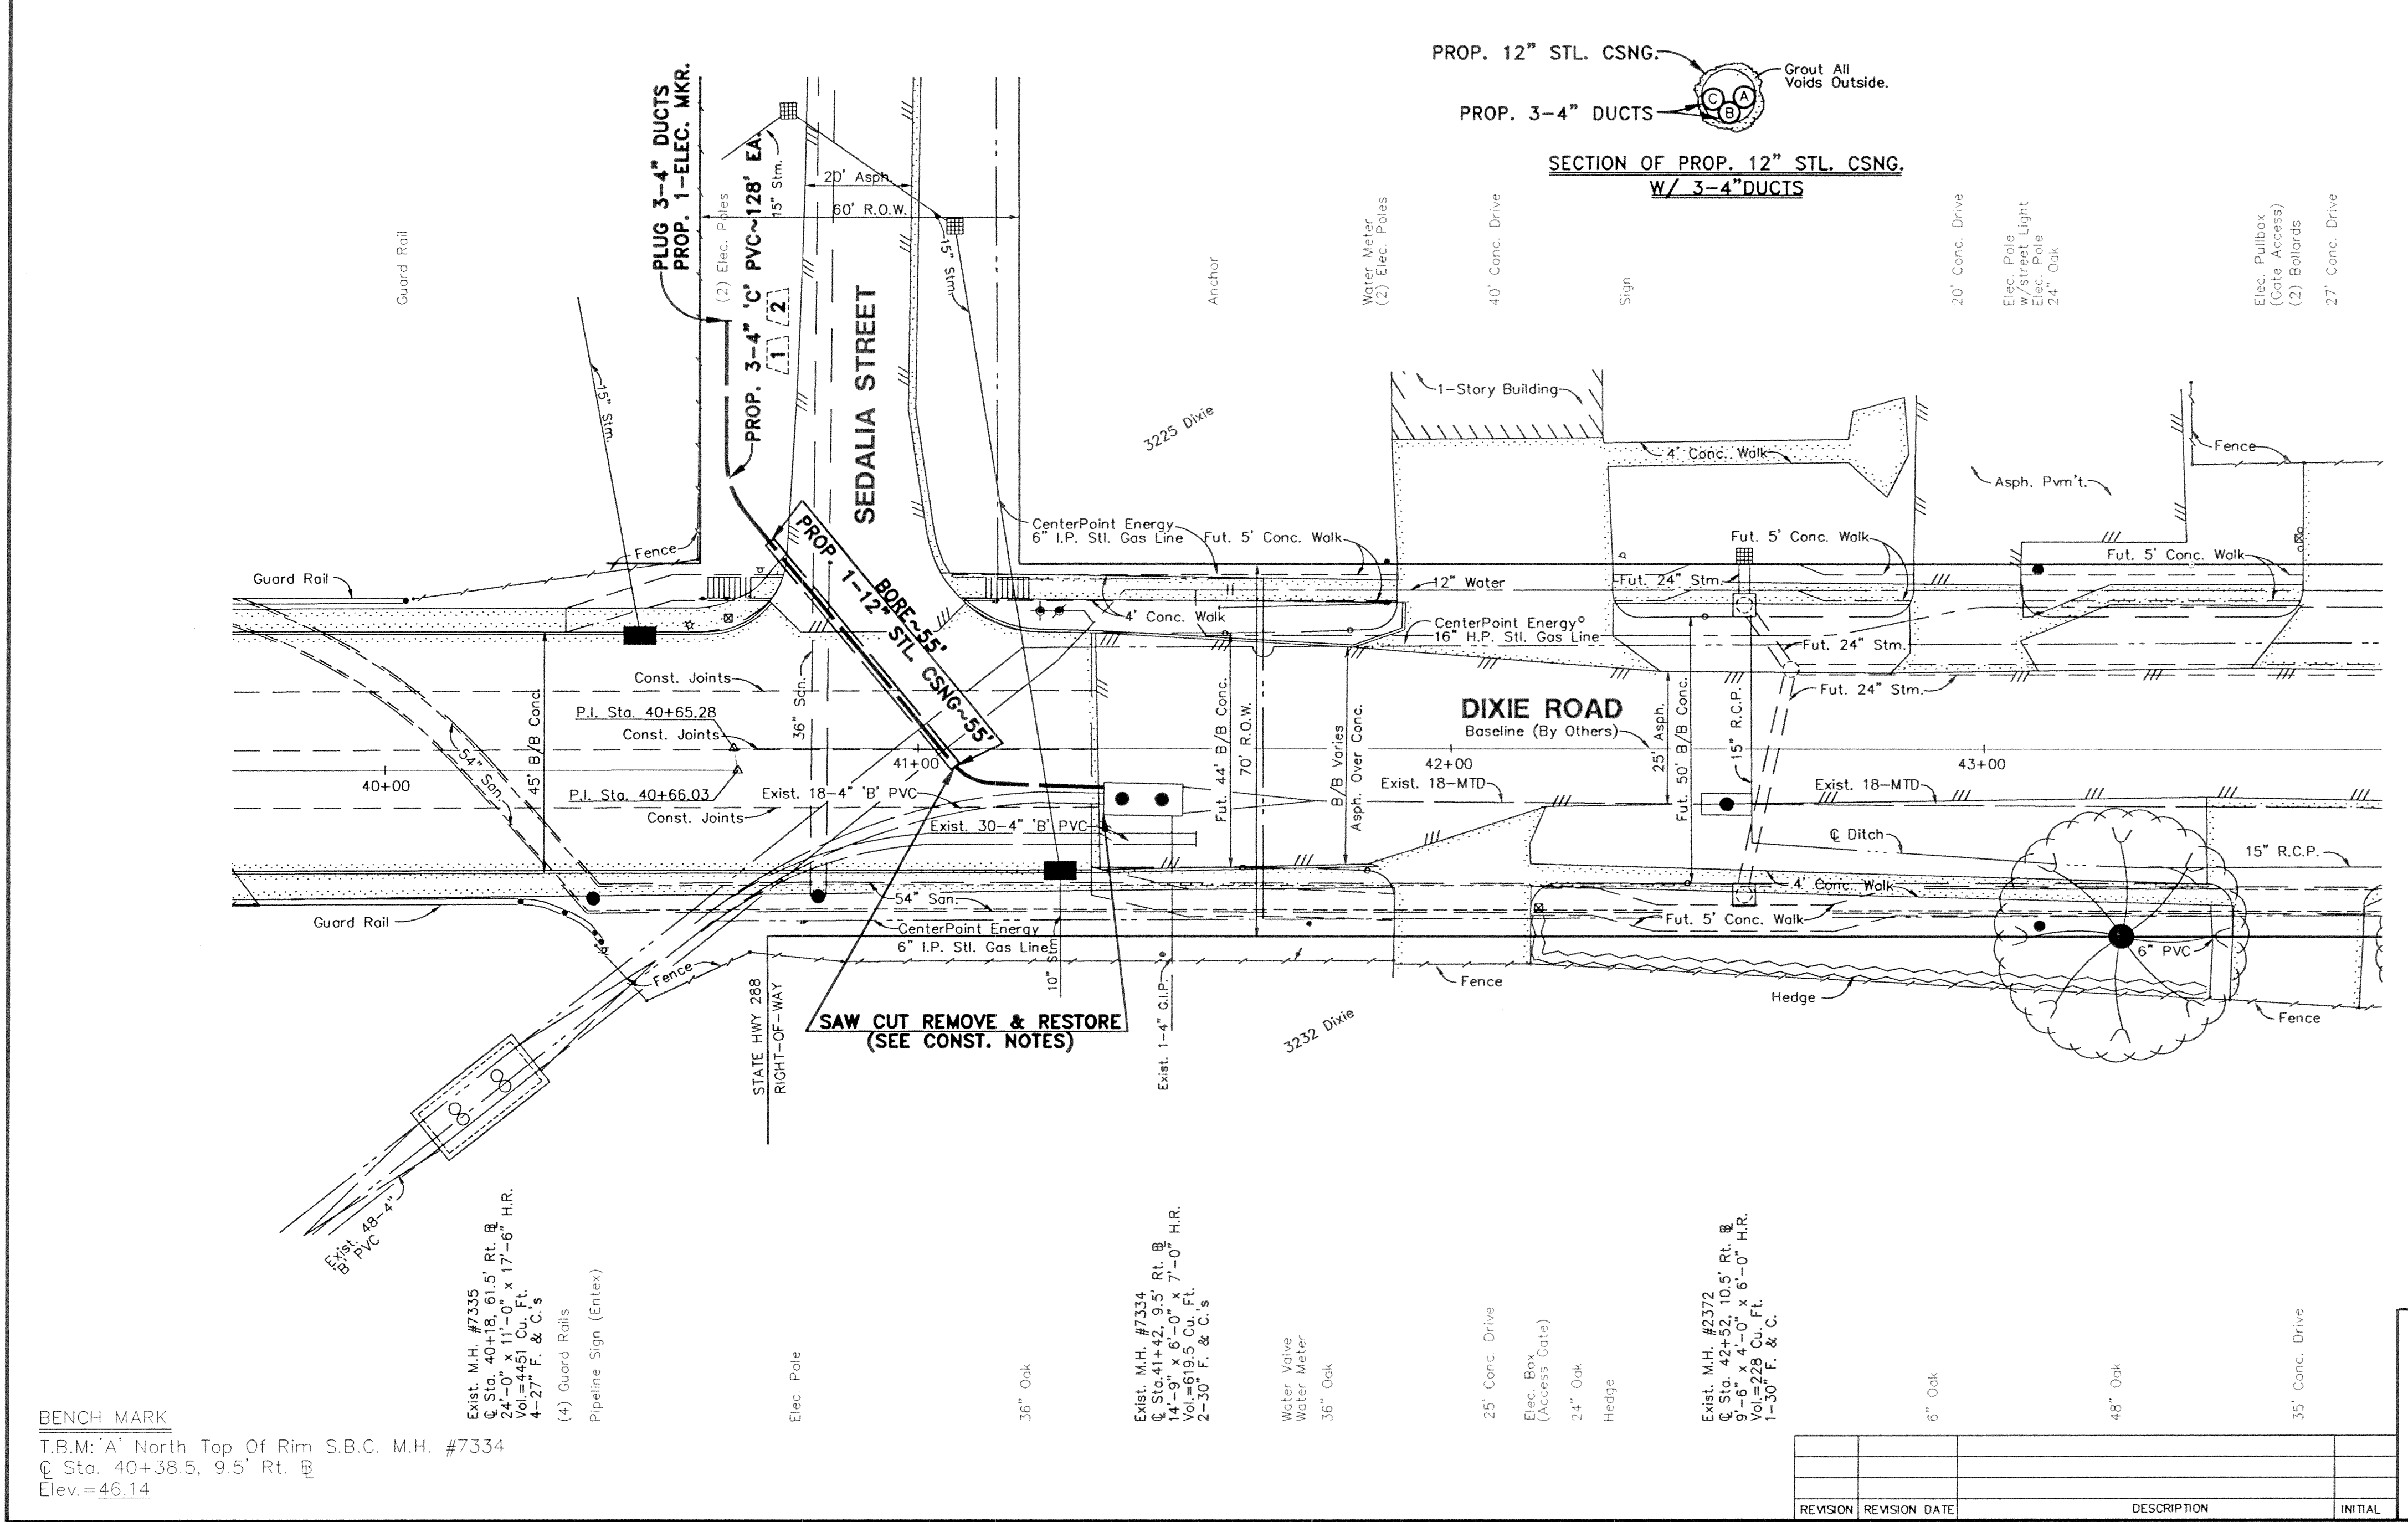 PROP. 12" STL. CSNG.
Grout All
Voids Outside.
C
A
B
PROP. 3-4" DUCTS
SECTION OF PROP. 12" STL. CSNG.
W/ 3-4"DUCTS
PLUG 3-4" DUCTS
PROP. 1-ELEC. MKR.
PROP. 3-4" 'C' PVC~128' EA.
1
2
(2) Elec. Poles
15" Stm.
20' Asph.
60' R.O.W.
15" Stm.
SEDALIA STREET
Guard Rail
Anchor
Water Meter
(2) Elec. Poles
40' Conc. Drive
Sign
20' Conc. Drive
Elec. Pole
w/street Light
Elec. Pole
24" Oak
Elec. Pullbox
(Gate Access)
(2) Bollards
27' Conc. Drive
15" Stm.
3225 Dixie
1-Story Building
4' Conc. Walk
Fence
Asph. Pvm't.
Fence
Guard Rail
BORE~55'
PROP. 1-12" STL. CSNG~55'
CenterPoint Energy
6" I.P. Stl. Gas Line
Fut. 5' Conc. Walk
Fut. 5' Conc. Walk
Fut. 5' Conc. Walk
12" Water
Fut. 24" Stm.
4' Conc. Walk
CenterPoint Energy
16" H.P. Stl. Gas Line
Fut. 24" Stm.
Fut. 24" Stm.
Const. Joints
P.I. Sta. 40+65.28
Const. Joints
P.I. Sta. 40+66.03
Const. Joints
36" San.
45' B/B Conc.
54" San.
40+00
41+00
42+00
43+00
DIXIE ROAD
Baseline (By Others)
Fut. 44' B/B Conc.
70' R.O.W.
B/B Varies
Asph. Over Conc.
25' Asph.
Fut. 50' B/B Conc.
15" R.C.P.
Exist. 18-4" 'B' PVC
Exist. 30-4" 'B' PVC
Exist. 18-MTD
Exist. 18-MTD
℄ Ditch
15" R.C.P.
4' Conc. Walk
Fut. 5' Conc. Walk
54" San.
CenterPoint Energy
6" I.P. Stl. Gas Line
Guard Rail
Fence
10" Stm
Exist. 1-4" G.I.P.
STATE HWY 288
RIGHT-OF-WAY
SAW CUT REMOVE & RESTORE
(SEE CONST. NOTES)
3232 Dixie
Fence
Hedge
6" PVC
Fence
Exist. 48-4"
'B' PVC
Exist. M.H. #7335
℄ Sta. 40+18, 61.5' Rt. BL
24'-0" x 11'-0" x 17'-6" H.R.
Vol.=4451 Cu. Ft.
4-27" F. & C.'s
(4) Guard Rails
Pipeline Sign (Entex)
Elec. Pole
36" Oak
Exist. M.H. #7334
℄ Sta.41+42, 9.5' Rt. BL
14'-9" x 6'-0" x 7'-0" H.R.
Vol=619.5 Cu. Ft.
2-30" F. & C.'s
Water Valve
Water Meter
36" Oak
25' Conc. Drive
Elec. Box
(Access Gate)
24" Oak
Hedge
Exist. M.H. #2372
℄ Sta. 42+52, 10.5' Rt. BL
9'-6" x 4'-0" x 6'-0" H.R.
Vol.=228 Cu. Ft.
1-30" F. & C.
6" Oak
48" Oak
35' Conc. Drive
BENCH MARK
T.B.M: 'A' North Top Of Rim S.B.C. M.H. #7334
℄ Sta. 40+38.5, 9.5' Rt. BL
Elev.=46.14
REVISION
REVISION DATE
DESCRIPTION
INITIAL